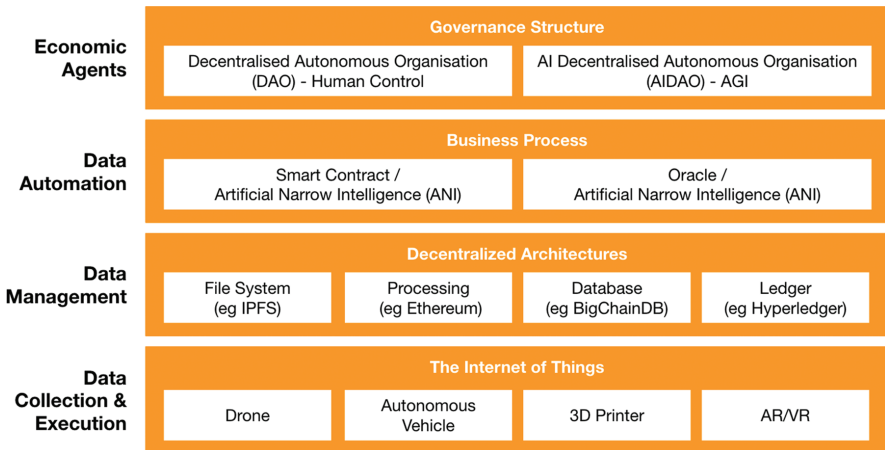 Economic
Agents
Governance Structure
Decentralised Autonomous Organisation
(DAO) - Human Control
AI Decentralised Autonomous Organisation
(AIDAO) - AGI
Data
Automation
Business Process
Smart Contract /
Artificial Narrow Intelligence (ANI)
Oracle /
Artificial Narrow Intelligence (ANI)
Data
Management
Decentralized Architectures
File System
(eg IPFS)
Processing
(eg Ethereum)
Database
(eg BigChainDB)
Ledger
(eg Hyperledger)
Data
Collection &
Execution
The Internet of Things
Drone
Autonomous
Vehicle
3D Printer
AR/VR